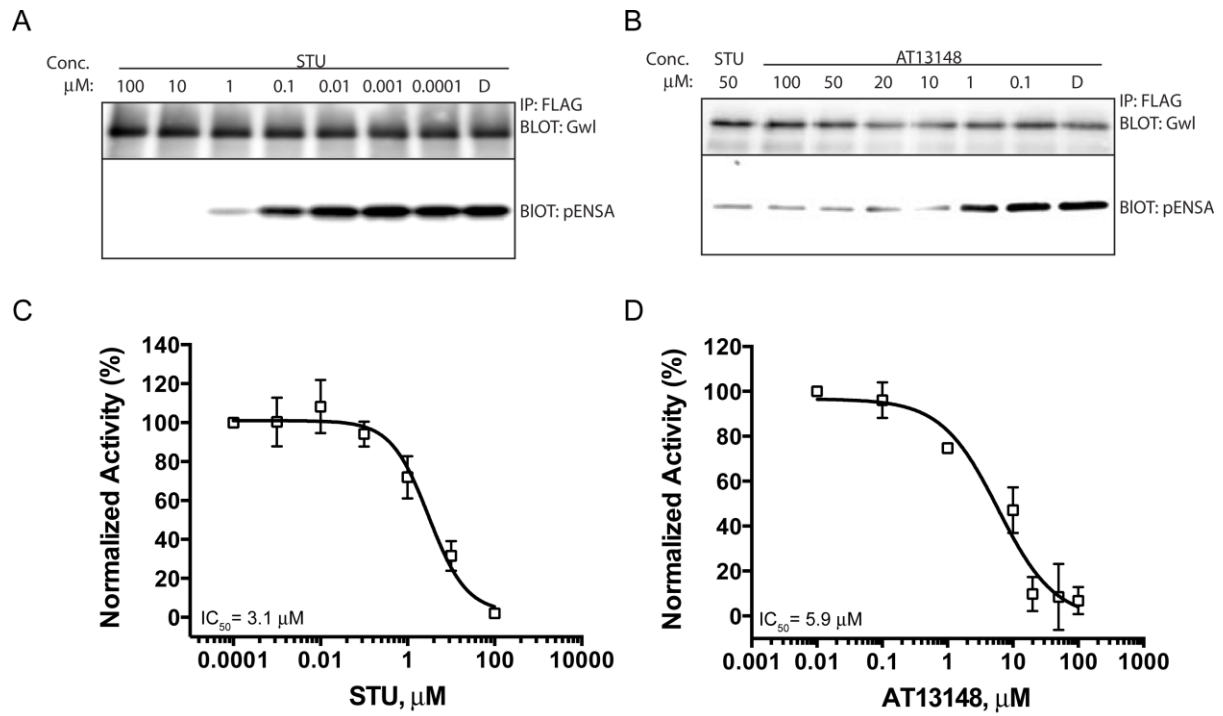 A
STU
Conc.
μM: 100 10 1 0.1 0.01 0.001 0.0001 D
IP: FLAG
BLOT: Gwl
BIOT: pENSA
B
Conc. STU AT13148
μM: 50 100 50 20 10 1 0.1 D
IP: FLAG
BLOT: Gwl
BIOT: pENSA
C
Normalized Activity (%)
140
120
100
80
60
40
20
0
IC50= 3.1 μM
0.0001 0.01 1 100 10000
STU, μM
D
Normalized Activity (%)
120
100
80
60
40
20
0
IC50= 5.9 μM
0.001 0.01 0.1 1 10 100 1000
AT13148, μM